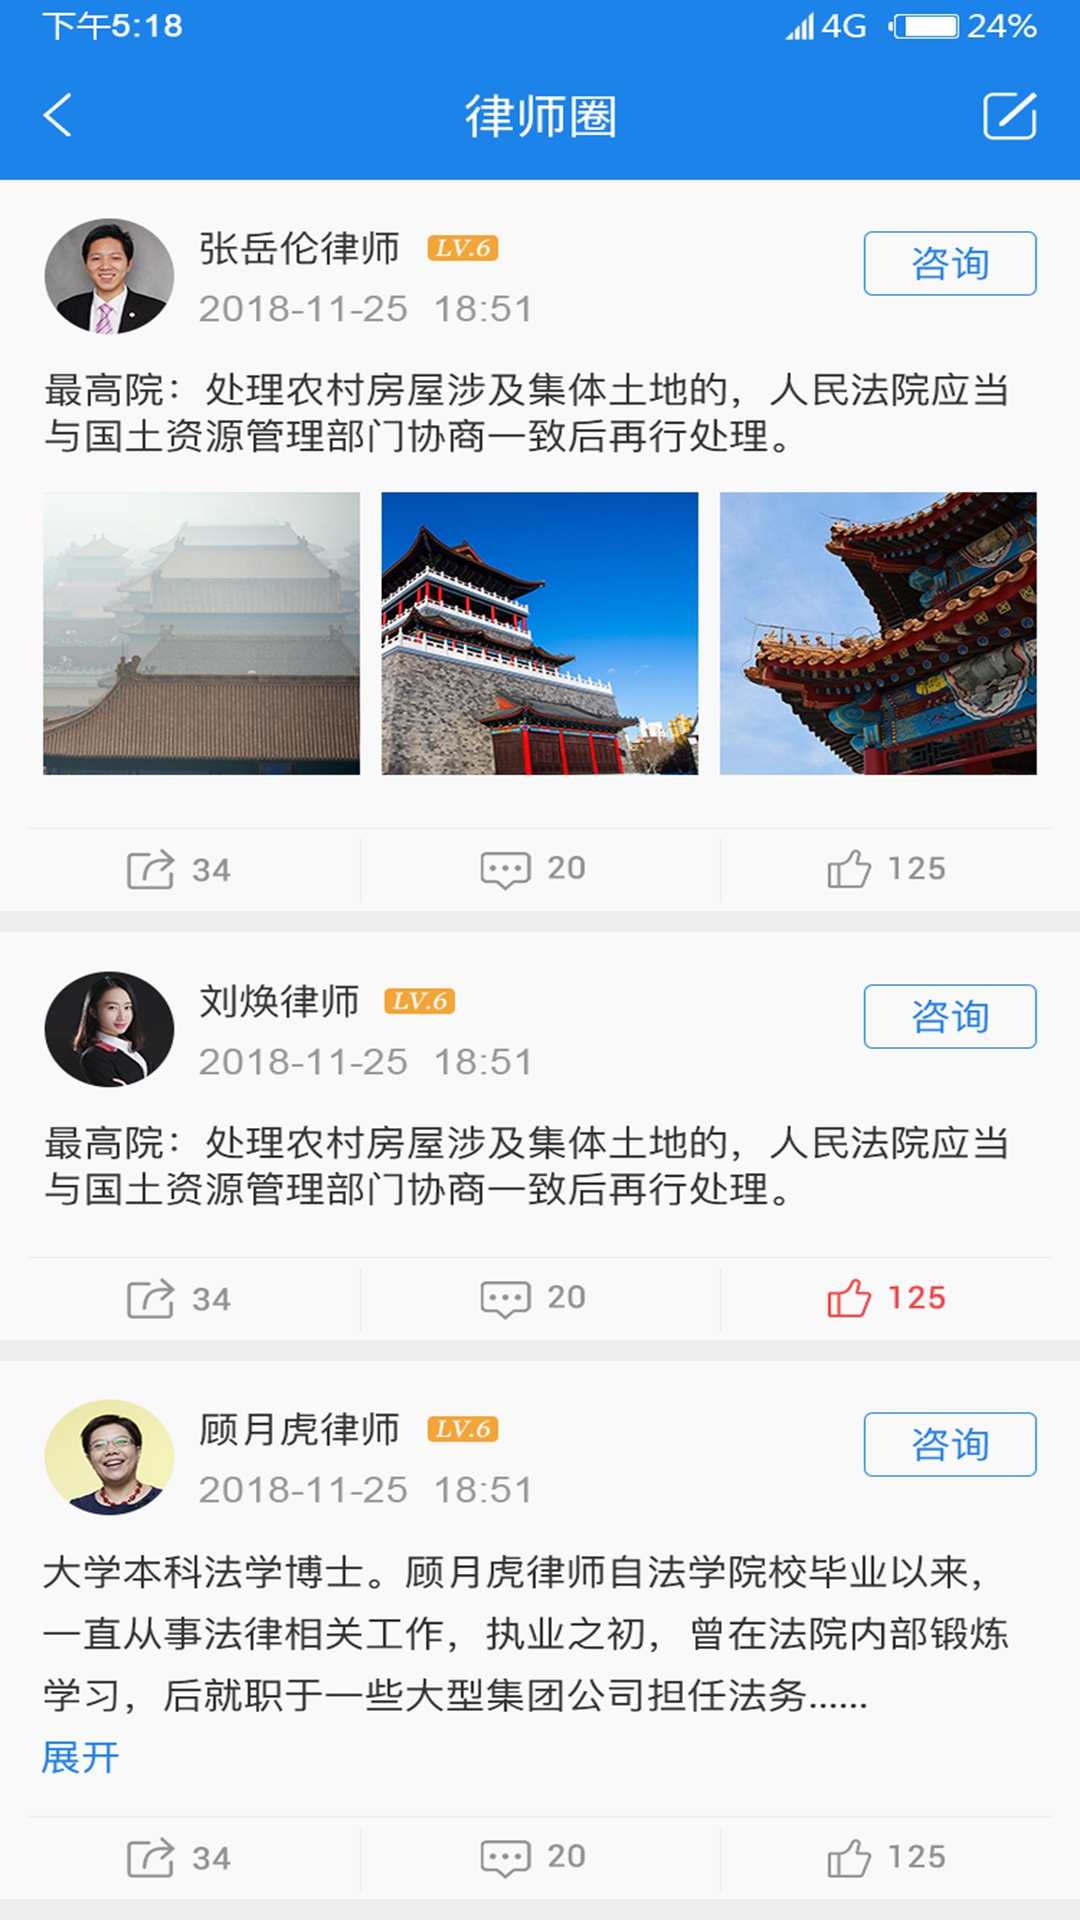 下午5:18 4G 24%
律师圈
张岳伦律师 LV.6
咨询
2018-11-25 18:51
最高院：处理农村房屋涉及集体土地的，人民法院应当
与国土资源管理部门协商一致后再行处理。
34 20 125
刘焕律师 LV.6
咨询
2018-11-25 18:51
最高院：处理农村房屋涉及集体土地的，人民法院应当
与国土资源管理部门协商一致后再行处理。
34 20 125
顾月虎律师 LV.6
咨询
2018-11-25 18:51
大学本科法学博士。顾月虎律师自法学院校毕业以来，
一直从事法律相关工作，执业之初，曾在法院内部锻炼
学习，后就职于一些大型集团公司担任法务......
展开
34 20 125